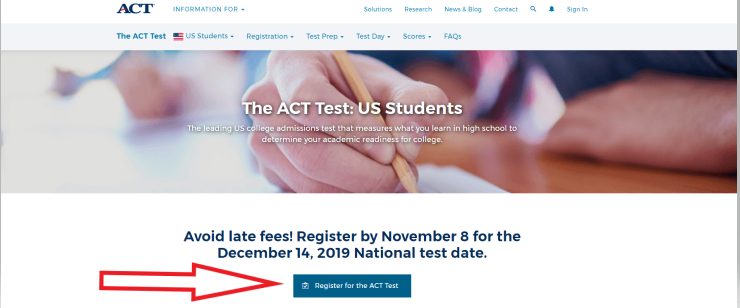 ACT INFORMATION FOR Solutions Research News & Blog Contact Sign In
The ACT Test US Students Registration Test Prep Test Day Scores FAQs
The ACT Test: US Students
The leading US college admissions test that measures what you learn in high school to
determine your academic readiness for college.
Avoid late fees! Register by November 8 for the
December 14, 2019 National test date.
Register for the ACT Test